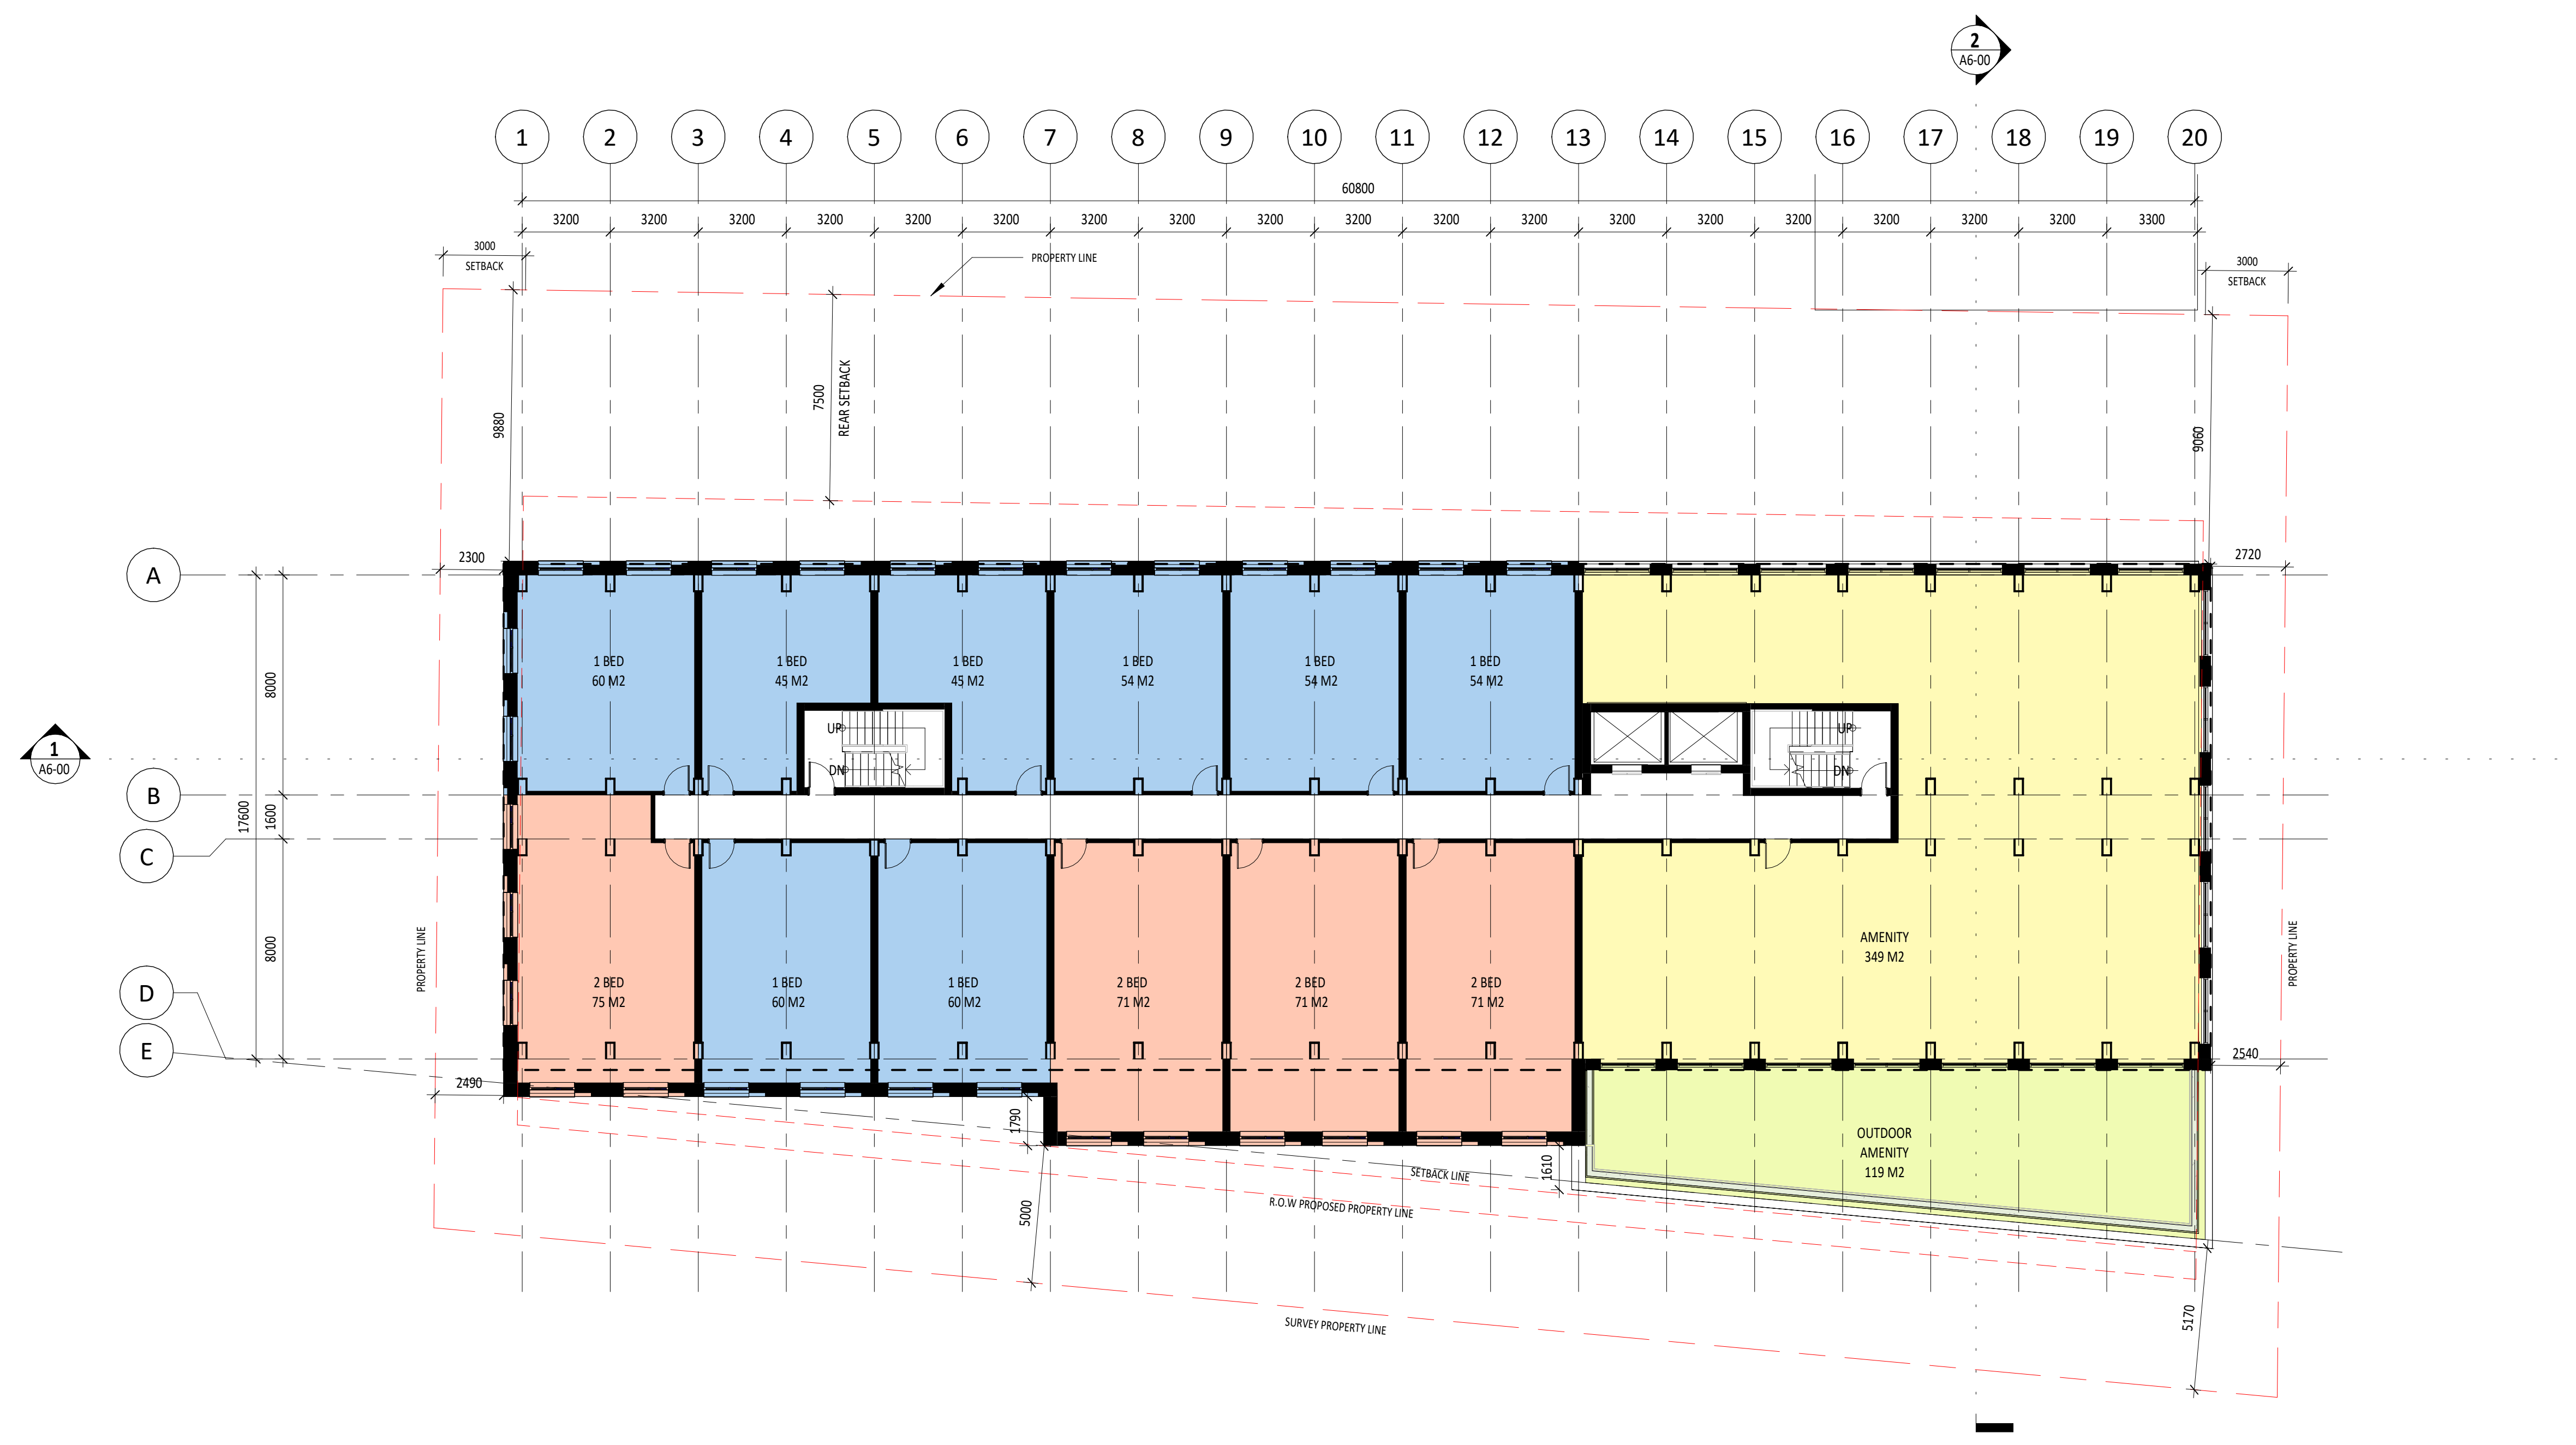 2
A6-00
1 2 3 4 5 6 7 8 9 10 11 12 13 14 15 16 17 18 19 20
60800
3200 3200 3200 3200 3200 3200 3200 3200 3200 3200 3200 3200 3200 3200 3200 3200 3200 3200 3300
3000
SETBACK
PROPERTY LINE
3000
SETBACK
9880
7500
REAR SETBACK
9060
2300
2720
A
B
C
D
E
17600
8000
1600
8000
1
A6-00
1 BED
60 M2
1 BED
45 M2
1 BED
45 M2
1 BED
54 M2
1 BED
54 M2
1 BED
54 M2
UP
DN
UP
DN
PROPERTY LINE
2 BED
75 M2
1 BED
60 M2
1 BED
60 M2
2 BED
71 M2
2 BED
71 M2
2 BED
71 M2
AMENITY
349 M2
PROPERTY LINE
2490
2540
1790
1610
5000
OUTDOOR
AMENITY
119 M2
SETBACK LINE
R.O.W PROPOSED PROPERTY LINE
SURVEY PROPERTY LINE
5170